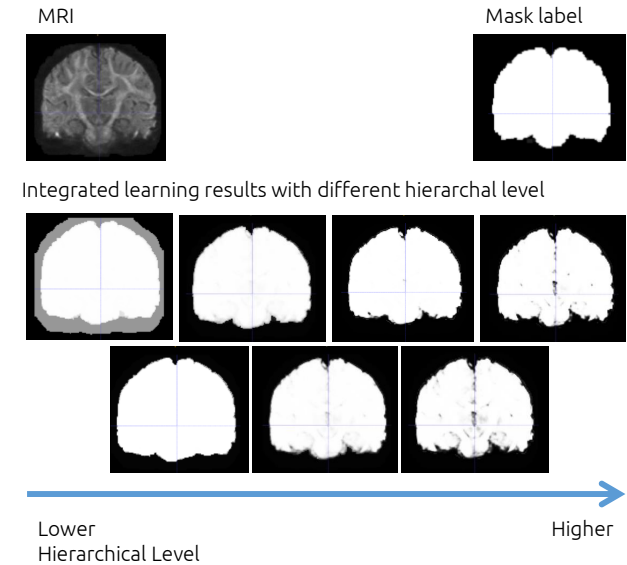 MRI
Mask label
Integrated learning results with different hierarchal level
Lower
Higher
Hierarchical Level